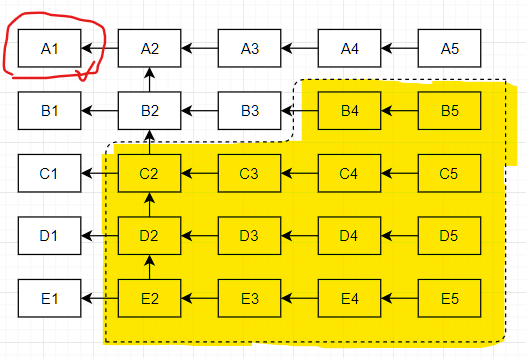 A1 A2 A3 A4 A5
B1 B2 B3 B4 B5
C1 C2 C3 C4 C5
D1 D2 D3 D4 D5
E1 E2 E3 E4 E5